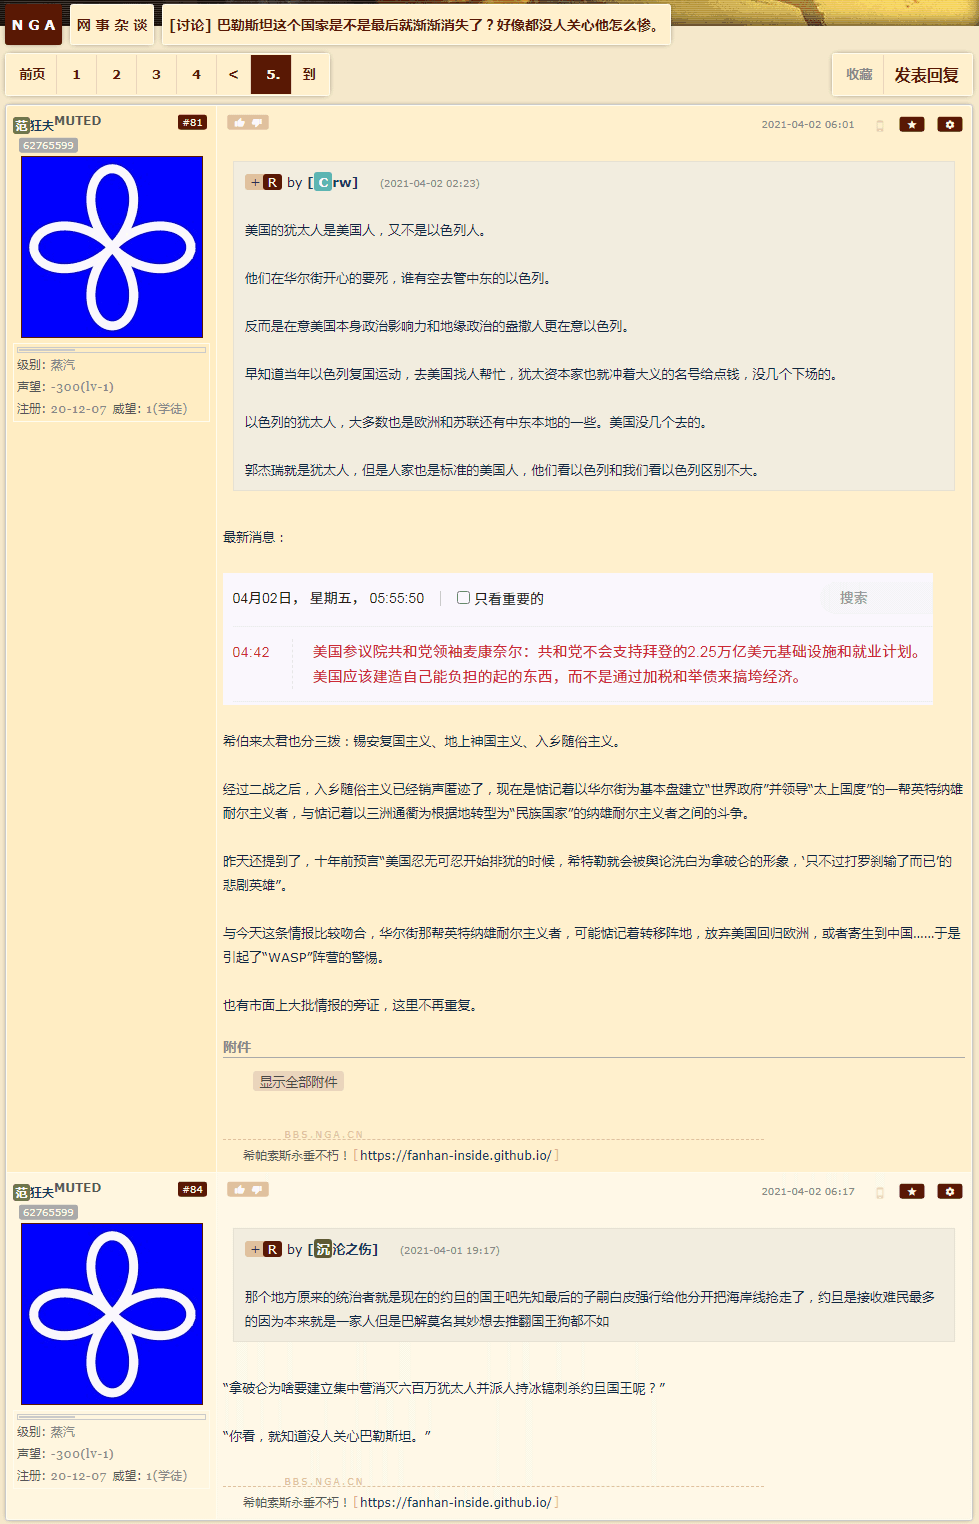 NGA 网事杂谈 [讨论] 巴勒斯坦这个国家是不是最后就渐渐消失了？好像都没人关心他怎么惨。
前页 1 2 3 4 < 5. 到 收藏 发表回复
范狂夫MUTED #81 2021-04-02 06:01
62765599
+ R by [Crw] (2021-04-02 02:23)
美国的犹太人是美国人，又不是以色列人。
他们在华尔街开心的要死，谁有空去管中东的以色列。
反而是在意美国本身政治影响力和地缘政治的盎撒人更在意以色列。
早知道当年以色列复国运动，去美国找人帮忙，犹太资本家也就冲着大义的名号给点钱，没几个下场的。
以色列的犹太人，大多数也是欧洲和苏联还有中东本地的一些。美国没几个去的。
郭杰瑞就是犹太人，但是人家也是标准的美国人，他们看以色列和我们看以色列区别不大。
级别: 蒸汽
声望: -300(lv-1)
注册: 20-12-07 威望: 1(学徒)
最新消息：
04月02日， 星期五， 05:55:50 只看重要的 搜索
04:42 美国参议院共和党领袖麦康奈尔：共和党不会支持拜登的2.25万亿美元基础设施和就业计划。
美国应该建造自己能负担的起的东西，而不是通过加税和举债来搞垮经济。
希伯来太君也分三拨：锡安复国主义、地上神国主义、入乡随俗主义。
经过二战之后，入乡随俗主义已经销声匿迹了，现在是惦记着以华尔街为基本盘建立“世界政府”并领导“太上国度”的一帮英特纳雄
耐尔主义者，与惦记着以三洲通衢为根据地转型为“民族国家”的纳雄耐尔主义者之间的斗争。
昨天还提到了，十年前预言“美国忍无可忍开始排犹的时候，希特勒就会被舆论洗白为拿破仑的形象，‘只不过打罗刹输了而已’的
悲剧英雄”。
与今天这条情报比较吻合，华尔街那帮英特纳雄耐尔主义者，可能惦记着转移阵地，放弃美国回归欧洲，或者寄生到中国……于是
引起了“WASP”阵营的警惕。
也有市面上大批情报的旁证，这里不再重复。
附件
显示全部附件
BBS.NGA.CN
希帕索斯永垂不朽！[ https://fanhan-inside.github.io/ ]
范狂夫MUTED #84 2021-04-02 06:17
62765599
+ R by [沉沦之伤] (2021-04-01 19:17)
那个地方原来的统治者就是现在的约旦的国王吧先知最后的子嗣白皮强行给他分开把海岸线抢走了，约旦是接收难民最多
的因为本来就是一家人但是巴解莫名其妙想去推翻国王狗都不如
“拿破仑为啥要建立集中营消灭六百万犹太人并派人持冰镐刺杀约旦国王呢？”
“你看，就知道没人关心巴勒斯坦。”
级别: 蒸汽
声望: -300(lv-1)
注册: 20-12-07 威望: 1(学徒)
BBS.NGA.CN
希帕索斯永垂不朽！[ https://fanhan-inside.github.io/ ]